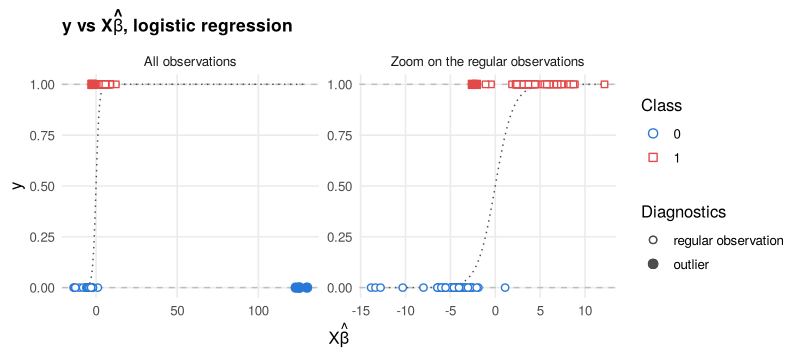 y vs Xβ̂, logistic regression
All observations
Zoom on the regular observations
1.00
0.75
0.50
0.25
0.00
0 50 100
1.00
0.75
0.50
0.25
0.00
-15 -10 -5 0 5 10
y
Xβ̂
Class
0
1
Diagnostics
regular observation
outlier